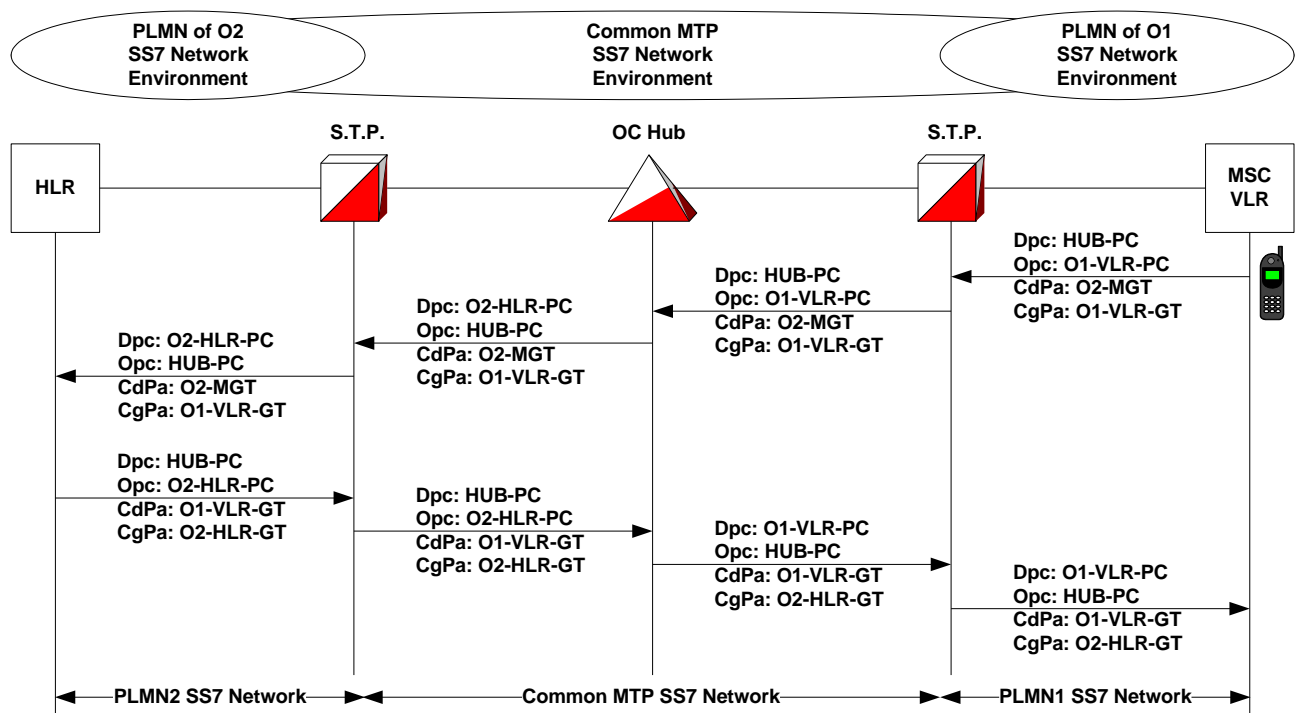 PLMN of O2
SS7 Network
Environment
Common MTP
SS7 Network
Environment
PLMN of O1
SS7 Network
Environment
S.T.P.
OC Hub
S.T.P.
HLR
MSC
VLR
Dpc: HUB-PC
Opc: O1-VLR-PC
CdPa: O2-MGT
CgPa: O1-VLR-GT
Dpc: HUB-PC
Opc: O1-VLR-PC
CdPa: O2-MGT
CgPa: O1-VLR-GT
Dpc: O2-HLR-PC
Opc: HUB-PC
CdPa: O2-MGT
CgPa: O1-VLR-GT
Dpc: O2-HLR-PC
Opc: HUB-PC
CdPa: O2-MGT
CgPa: O1-VLR-GT
Dpc: HUB-PC
Opc: O2-HLR-PC
CdPa: O1-VLR-GT
CgPa: O2-HLR-GT
Dpc: HUB-PC
Opc: O2-HLR-PC
CdPa: O1-VLR-GT
CgPa: O2-HLR-GT
Dpc: O1-VLR-PC
Opc: HUB-PC
CdPa: O1-VLR-GT
CgPa: O2-HLR-GT
Dpc: O1-VLR-PC
Opc: HUB-PC
CdPa: O1-VLR-GT
CgPa: O2-HLR-GT
PLMN2 SS7 Network
Common MTP SS7 Network
PLMN1 SS7 Network